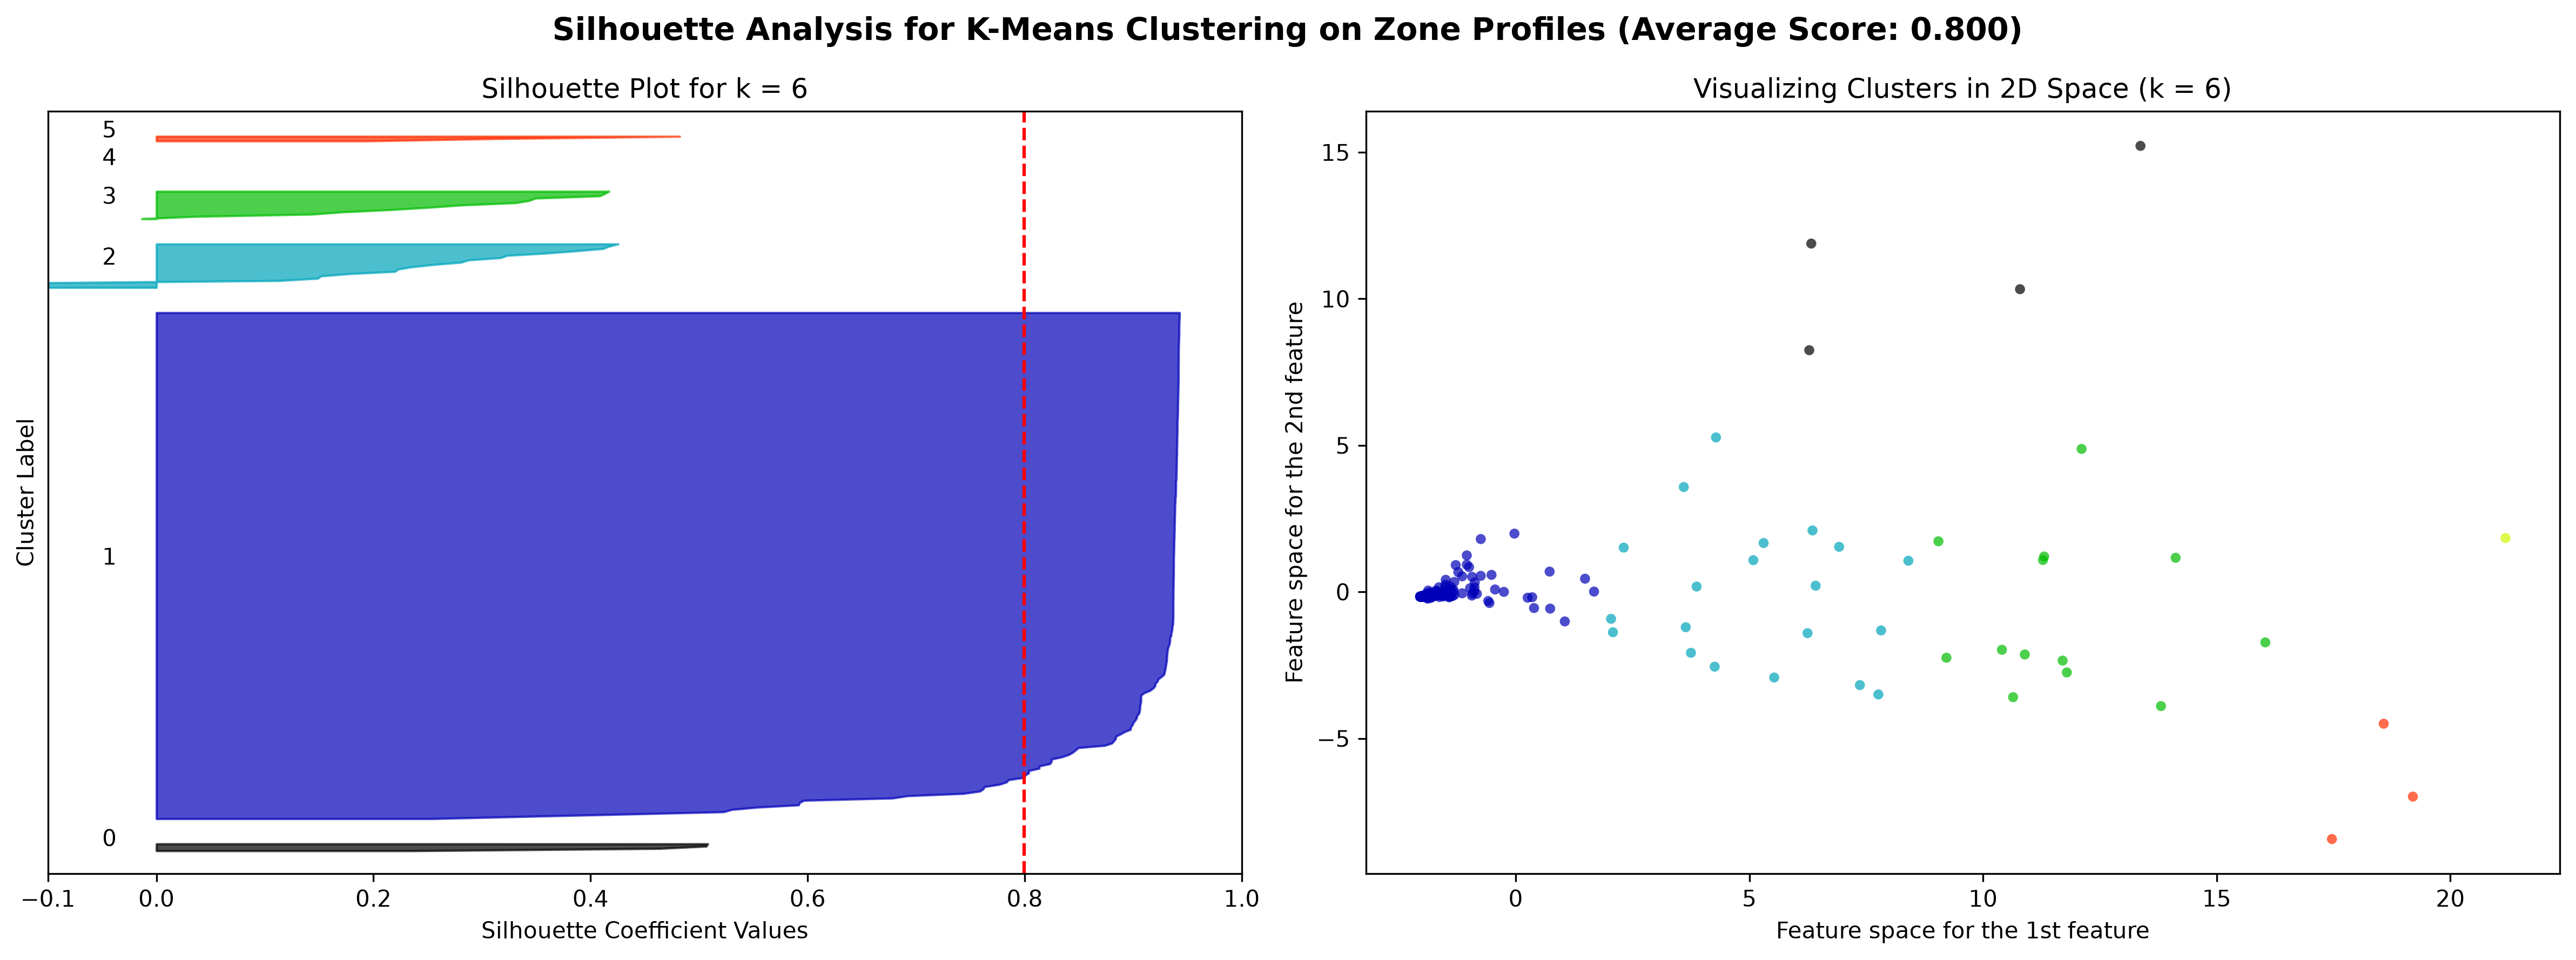 Silhouette Analysis for K-Means Clustering on Zone Profiles (Average Score: 0.800)
Silhouette Plot for k = 6
Cluster Label
5
4
3
2
1
0
−0.1 0.0 0.2 0.4 0.6 0.8 1.0
Silhouette Coefficient Values
Visualizing Clusters in 2D Space (k = 6)
Feature space for the 2nd feature
15
10
5
0
−5
0 5 10 15 20
Feature space for the 1st feature